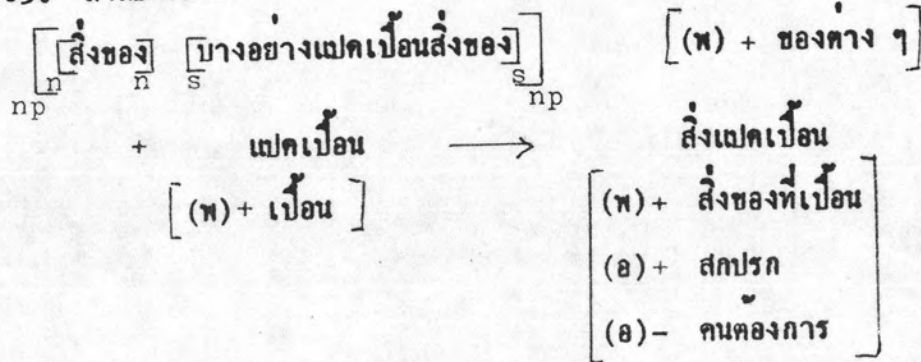 [[สิ่งของ] [บางอย่างแปดเปื้อนสิ่งของ]] [(พ) + ของต่าง ๆ]
n n s s
np np
+ แปดเปื้อน ⟶ สิ่งแปดเปื้อน
[(พ) + เปื้อน] [(พ) + สิ่งของที่เปื้อน
(อ) + สกปรก
(อ) - คนต้องการ]